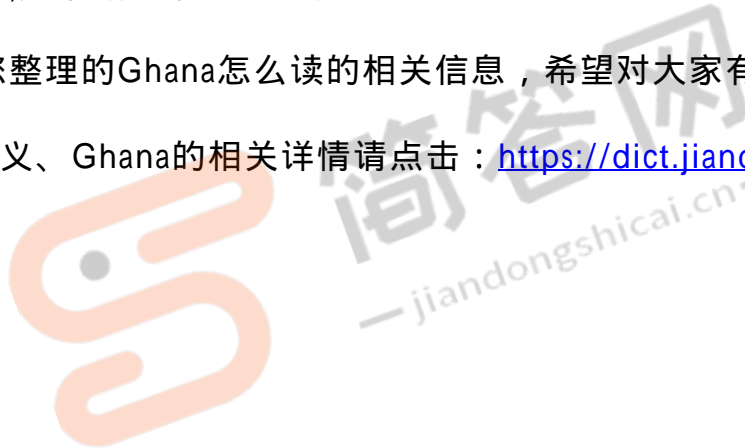 您整理的Ghana怎么读的相关信息，希望对大家有
义、Ghana的相关详情请点击：https://dict.jiand
简答网
jiandongshicai.cn